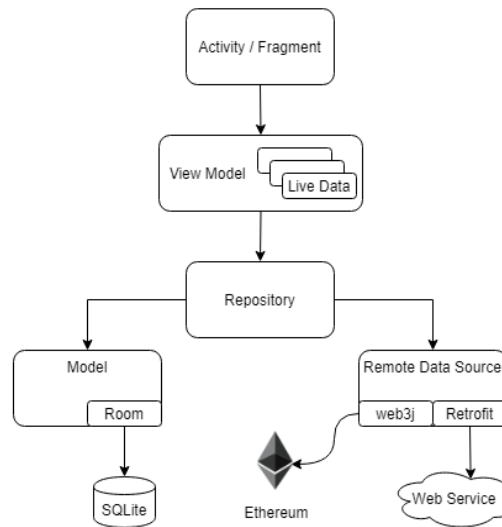 Activity / Fragment
View Model
Live Data
Repository
Model
Room
Remote Data Source
web3j
Retrofit
SQLite
Ethereum
Web Service